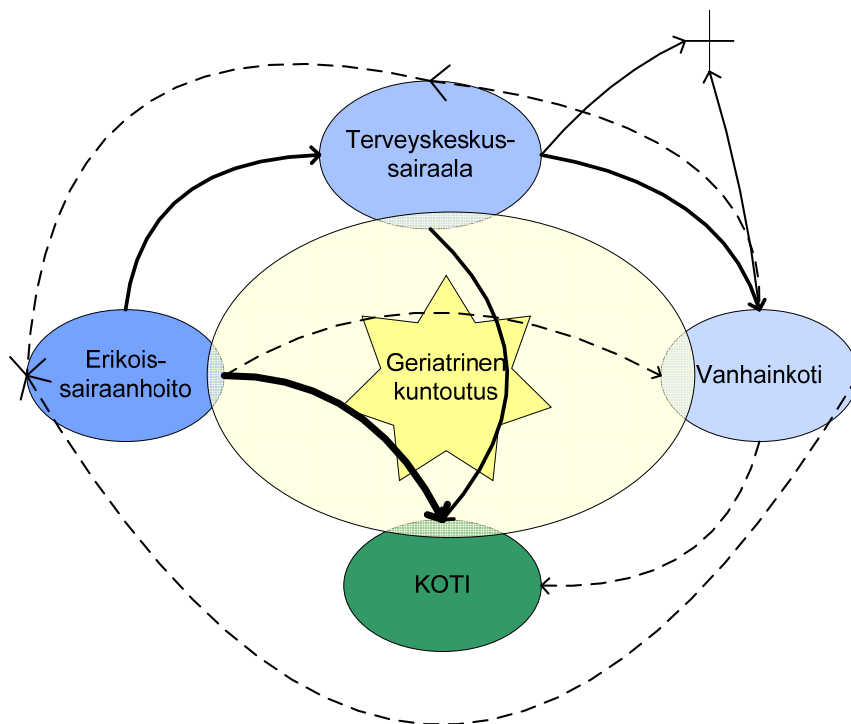 Terveyskeskus-
sairaala
Erikois-
sairaanhoito
Geriatrinen
kuntoutus
Vanhainkoti
KOTI